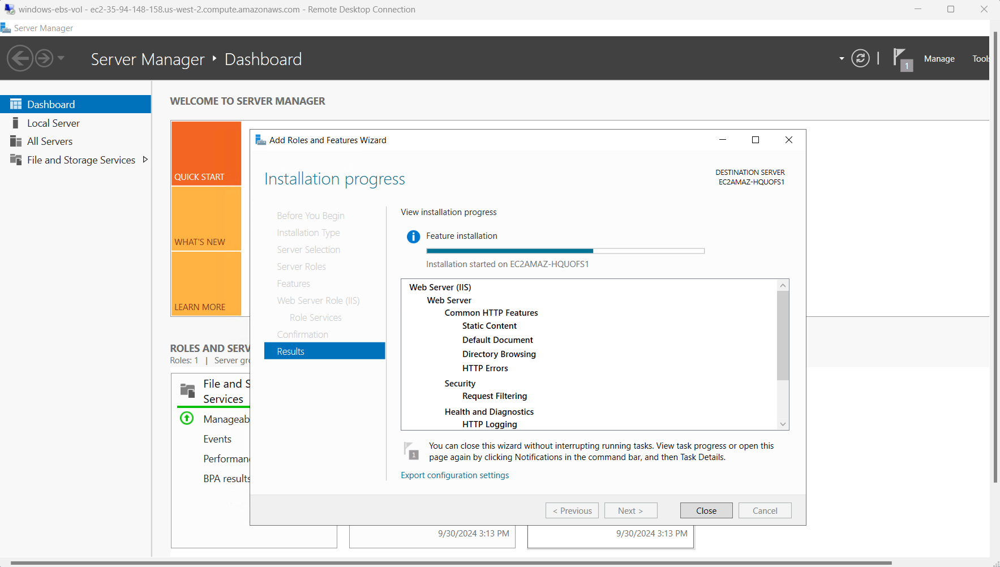 windows-ebs-vol - ec2-35-94-148-158.us-west-2.compute.amazonaws.com - Remote Desktop Connection
Server Manager
Server Manager
Dashboard
1
Manage
Tools
Dashboard
Local Server
All Servers
File and Storage Services
WELCOME TO SERVER MANAGER
QUICK START
WHAT'S NEW
LEARN MORE
ROLES AND SERV
Roles: 1 | Server gr
File and S
Services
Manageab
Events
Performan
BPA results
Add Roles and Features Wizard
Installation progress
DESTINATION SERVER
EC2AMAZ-HQUOFS1
Before You Begin
Installation Type
Server Selection
Server Roles
Features
Web Server Role (IIS)
Role Services
Confirmation
Results
View installation progress
Feature installation
Installation started on EC2AMAZ-HQUOFS1
Web Server (IIS)
Web Server
Common HTTP Features
Static Content
Default Document
Directory Browsing
HTTP Errors
Security
Request Filtering
Health and Diagnostics
HTTP Logging
1
You can close this wizard without interrupting running tasks. View task progress or open this
page again by clicking Notifications in the command bar, and then Task Details.
Export configuration settings
< Previous
Next >
Close
Cancel
9/30/2024 3:13 PM
9/30/2024 3:13 PM